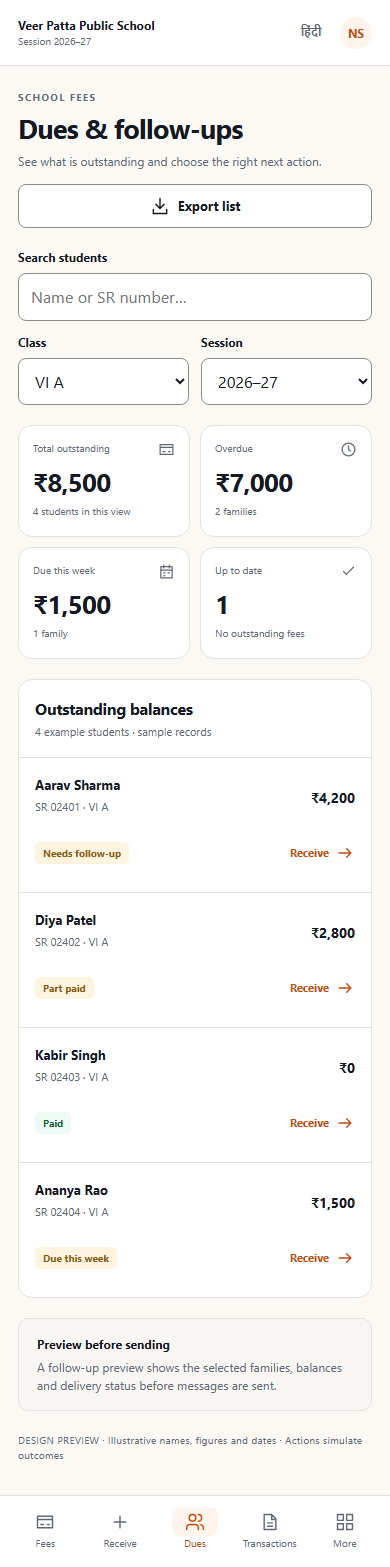 Veer Patta Public School
Session 2026–27
हिंदी
NS
SCHOOL FEES
Dues & follow-ups
See what is outstanding and choose the right next action.
Export list
Search students
Name or SR number...
Class
Session
VI A
2026–27
Total outstanding
₹8,500
4 students in this view
Overdue
₹7,000
2 families
Due this week
₹1,500
1 family
Up to date
1
No outstanding fees
Outstanding balances
4 example students · sample records
Aarav Sharma
SR 02401 · VI A
₹4,200
Needs follow-up
Receive
Diya Patel
SR 02402 · VI A
₹2,800
Part paid
Receive
Kabir Singh
SR 02403 · VI A
₹0
Paid
Receive
Ananya Rao
SR 02404 · VI A
₹1,500
Due this week
Receive
Preview before sending
A follow-up preview shows the selected families, balances
and delivery status before messages are sent.
DESIGN PREVIEW · Illustrative names, figures and dates · Actions simulate
outcomes
Fees
Receive
Dues
Transactions
More